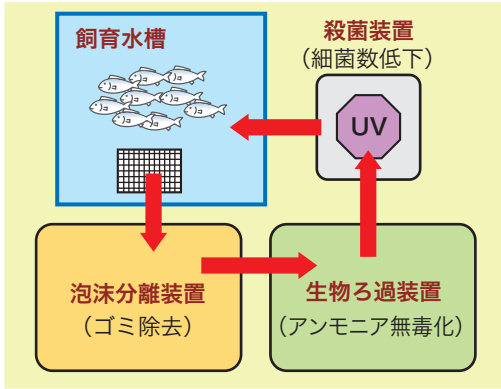 飼育水槽
殺菌装置
（細菌数低下）
UV
泡沫分離装置
（ゴミ除去）
生物ろ過装置
（アンモニア無毒化）